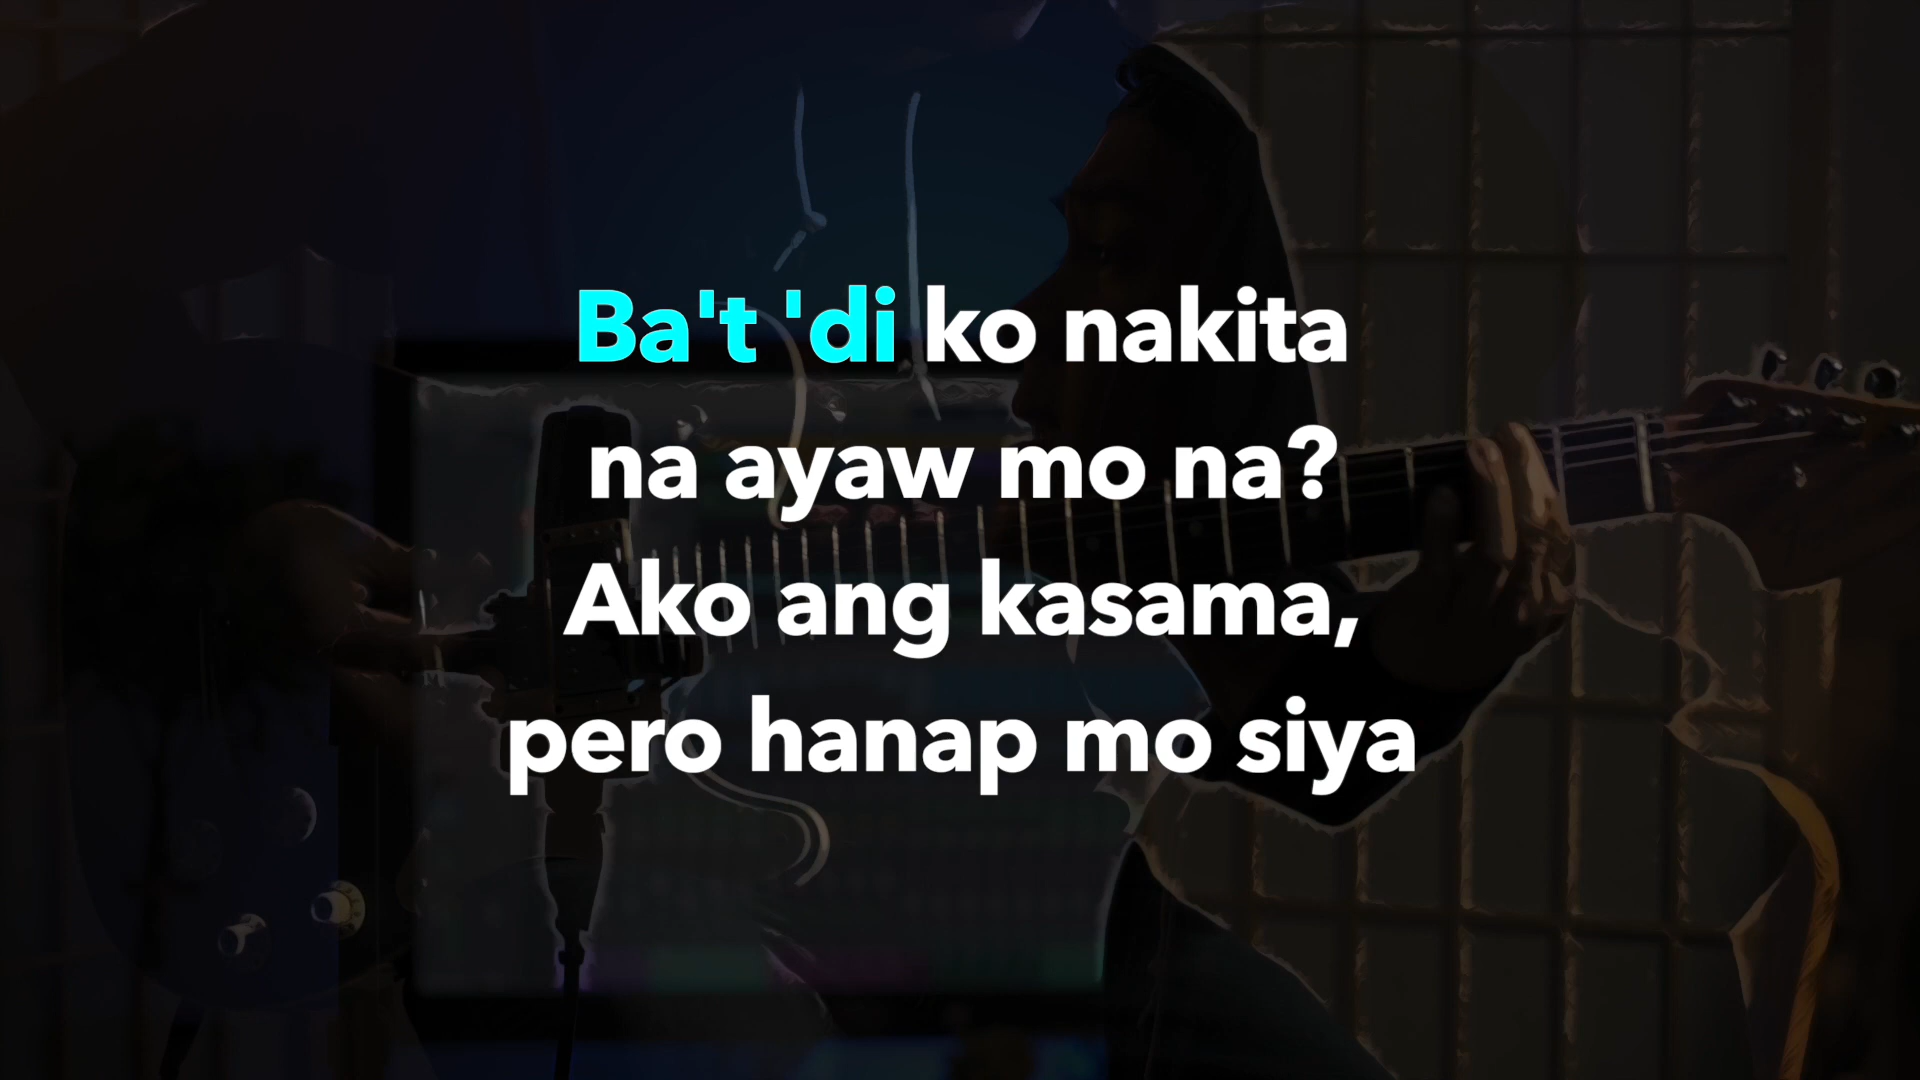 Ba't 'di ko nakita
na ayaw mo na?
Ako ang kasama,
pero hanap mo siya